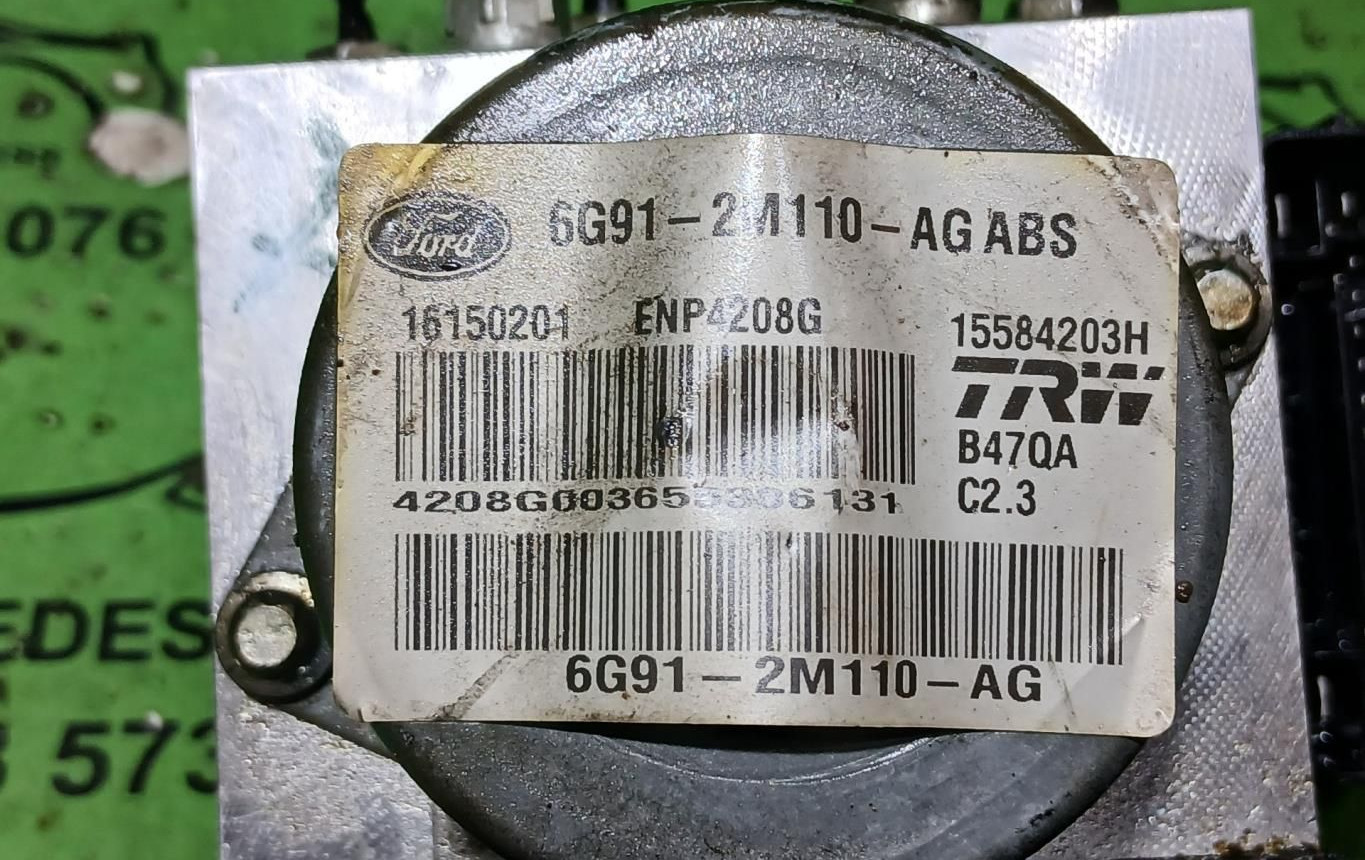 Ford 6G91-2M110-AG ABS
16150201 ENP4208G 15584203H
TRW
B47QA
C2.3
6G91-2M110-AG
076
EDES
573